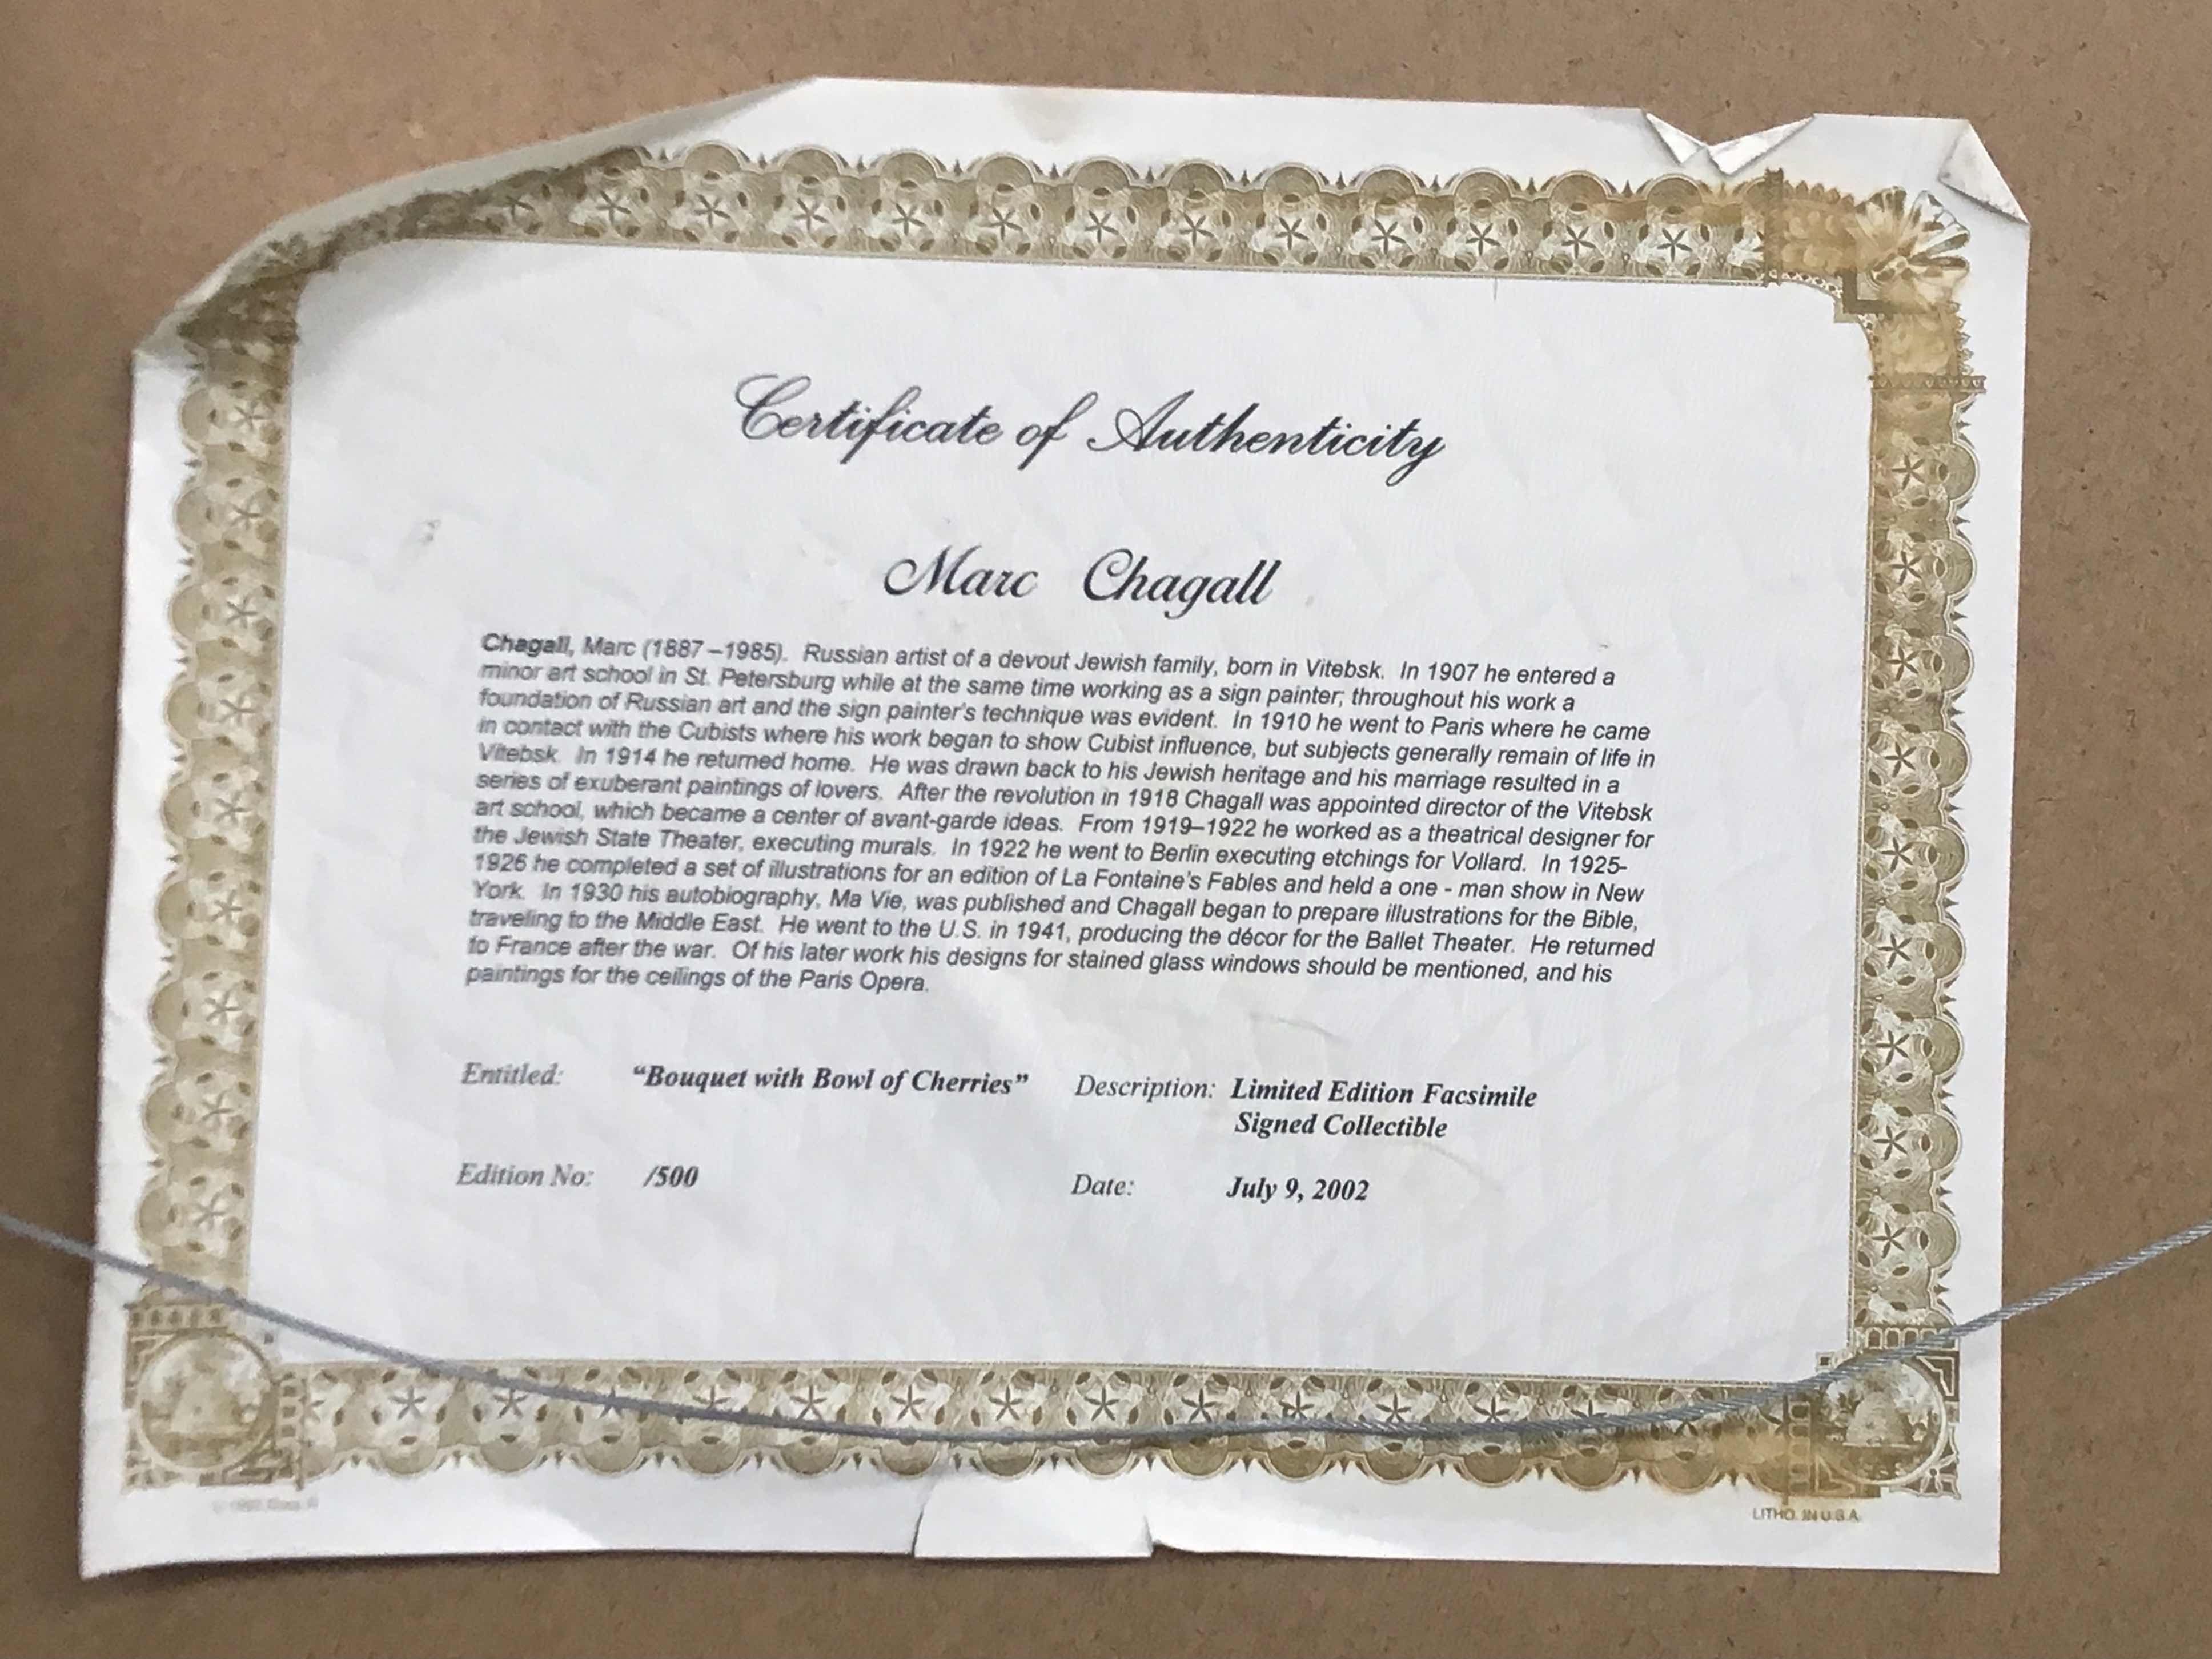 Certificate of Authenticity
Marc Chagall
Chagall, Marc (1887–1985). Russian artist of a devout Jewish family, born in Vitebsk. In 1907 he entered a
minor art school in St. Petersburg while at the same time working as a sign painter; throughout his work a
foundation of Russian art and the sign painter's technique was evident. In 1910 he went to Paris where he came
in contact with the Cubists where his work began to show Cubist influence, but subjects generally remain of life in
Vitebsk. In 1914 he returned home. He was drawn back to his Jewish heritage and his marriage resulted in a
series of exuberant paintings of lovers. After the revolution in 1918 Chagall was appointed director of the Vitebsk
art school, which became a center of avant-garde ideas. From 1919–1922 he worked as a theatrical designer for
the Jewish State Theater, executing murals. In 1922 he went to Berlin executing etchings for Vollard. In 1925-
1926 he completed a set of illustrations for an edition of La Fontaine's Fables and held a one - man show in New
York. In 1930 his autobiography, Ma Vie, was published and Chagall began to prepare illustrations for the Bible,
traveling to the Middle East. He went to the U.S. in 1941, producing the décor for the Ballet Theater. He returned
to France after the war. Of his later work his designs for stained glass windows should be mentioned, and his
paintings for the ceilings of the Paris Opera.
Entitled: "Bouquet with Bowl of Cherries" Description: Limited Edition Facsimile
Signed Collectible
Edition No: /500 Date: July 9, 2002
LITHO. IN U.S.A.